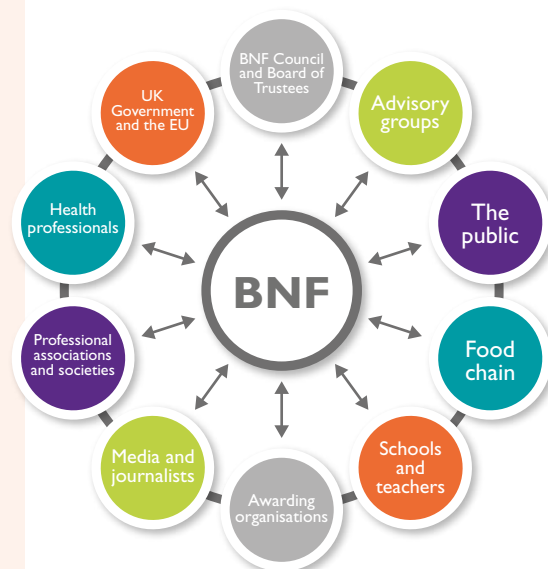 BNF Council
and Board of
Trustees
Advisory
groups
The
public
Food
chain
Schools
and
teachers
Awarding
organisations
Media and
journalists
Professional
associations
and societies
Health
professionals
UK
Government
and the EU
BNF